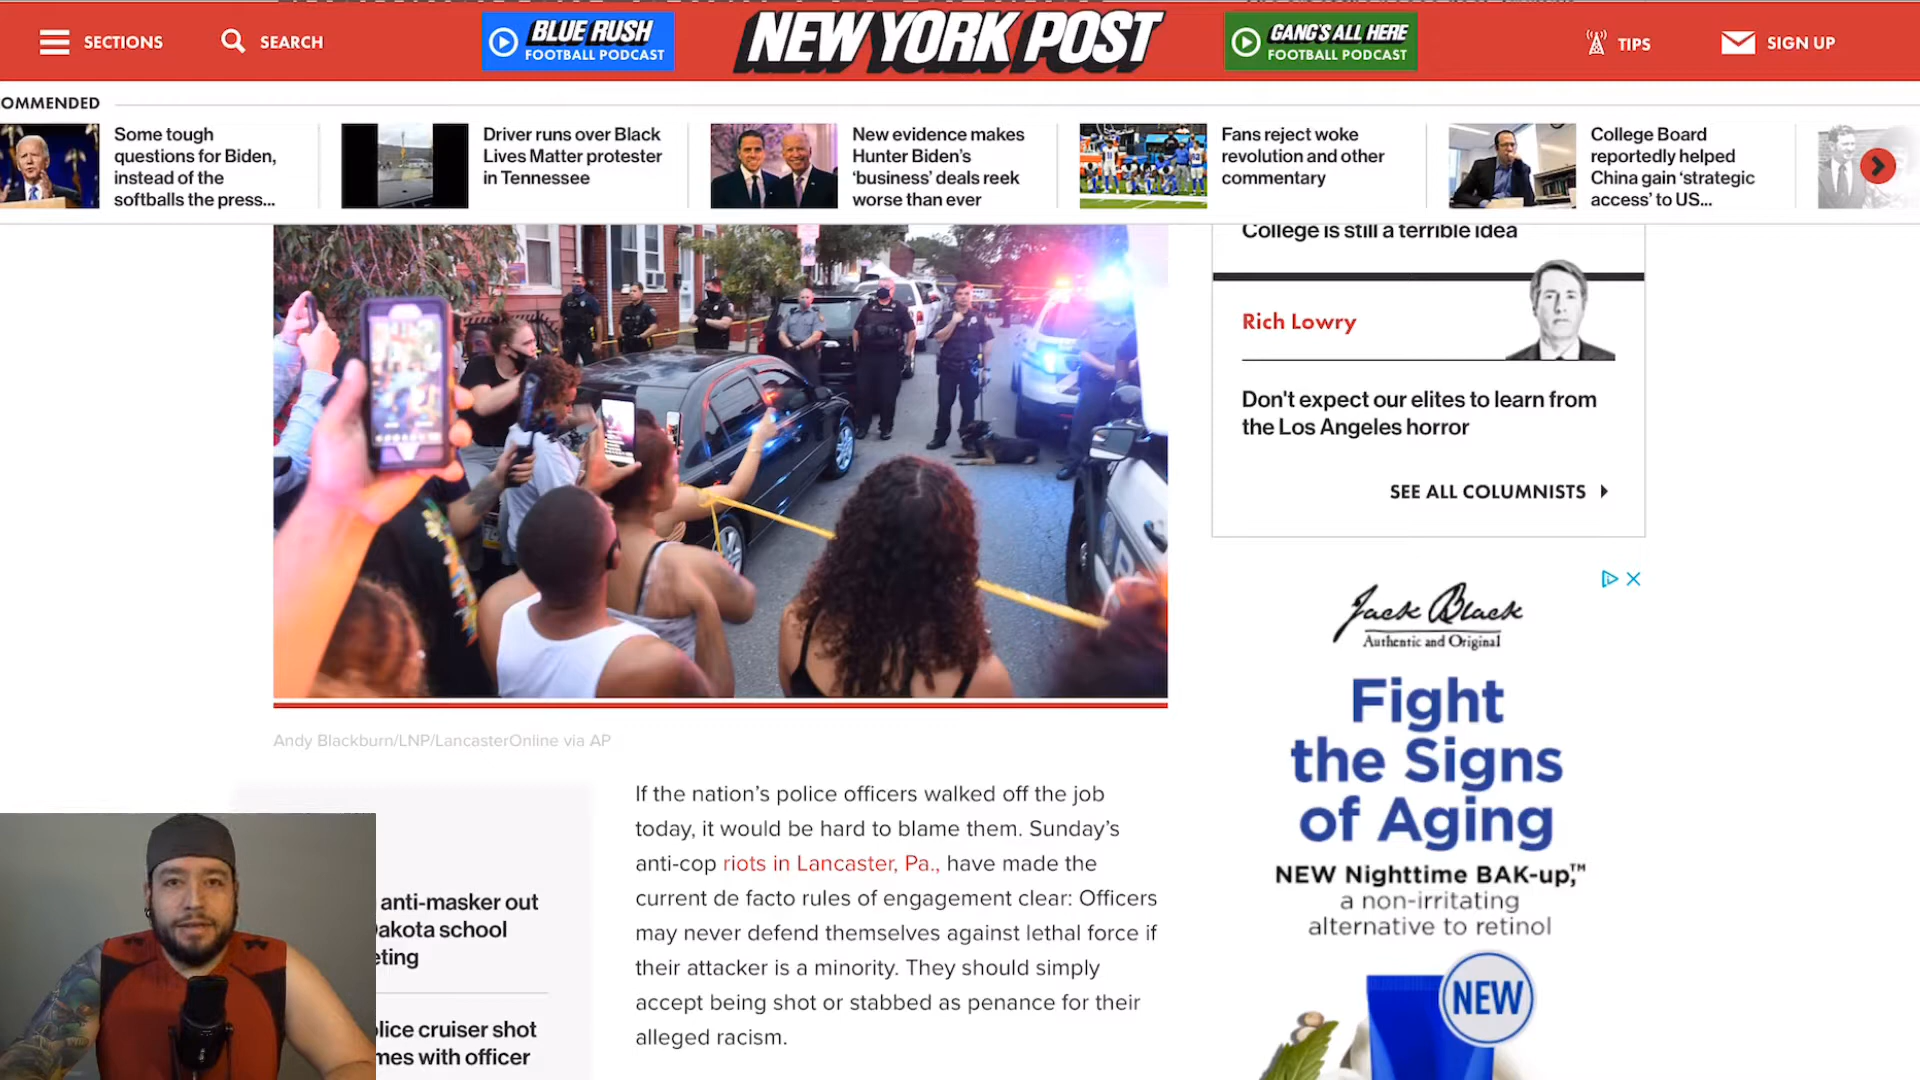 SECTIONS
SEARCH
BLUE RUSH
FOOTBALL PODCAST
NEW YORK POST
GANG'S ALL HERE
FOOTBALL PODCAST
TIPS
SIGN UP
OMMENDED
Some tough
questions for Biden,
instead of the
softballs the press...
Driver runs over Black
Lives Matter protester
in Tennessee
New evidence makes
Hunter Biden's
'business' deals reek
worse than ever
Fans reject woke
revolution and other
commentary
College Board
reportedly helped
China gain 'strategic
access' to US...
College is still a terrible idea
Rich Lowry
Don't expect our elites to learn from
the Los Angeles horror
SEE ALL COLUMNISTS
Andy Blackburn/LNP/LancasterOnline via AP
If the nation's police officers walked off the job
today, it would be hard to blame them. Sunday's
anti-cop riots in Lancaster, Pa., have made the
current de facto rules of engagement clear: Officers
may never defend themselves against lethal force if
their attacker is a minority. They should simply
accept being shot or stabbed as penance for their
alleged racism.
anti-masker out
akota school
eting
lice cruiser shot
mes with officer
Jack Black
Authentic and Original
Fight
the Signs
of Aging
NEW Nighttime BAK-up,™
a non-irritating
alternative to retinol
NEW